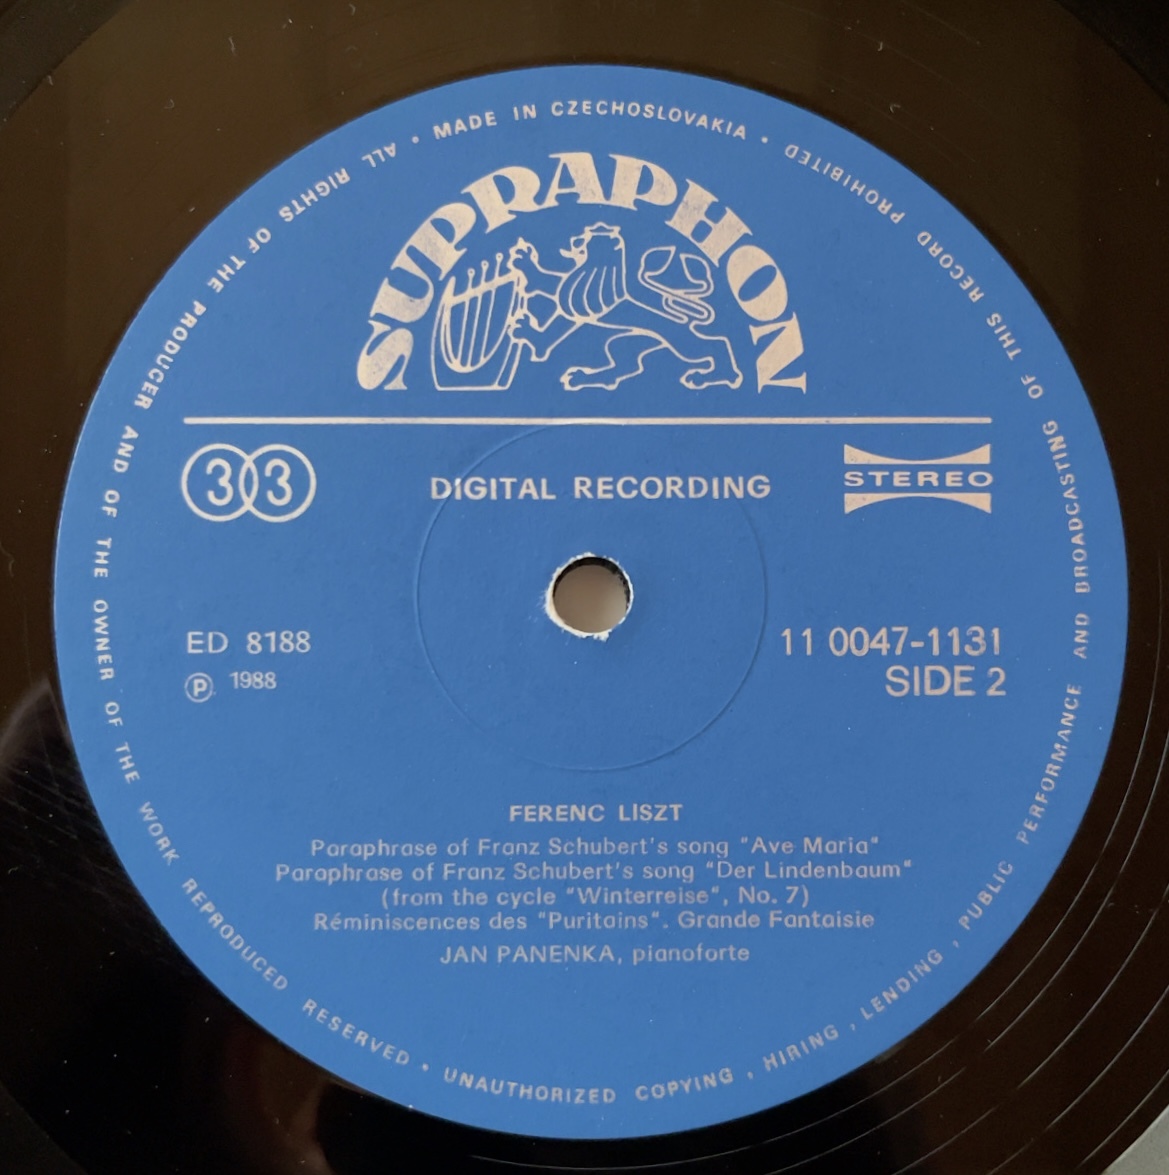 • MADE IN CZECHOSLOVAKIA •
ALL RIGHTS OF THE PRODUCER AND OF THE OWNER OF THE WORK REPRODUCED RESERVED • UNAUTHORIZED COPYING, HIRING, LENDING, PUBLIC PERFORMANCE AND BROADCASTING OF THIS RECORD PROHIBITED
SUPRAPHON
33
DIGITAL RECORDING
STEREO
ED 8188
Ⓟ 1988
11 0047-1131
SIDE 2
FERENC LISZT
Paraphrase of Franz Schubert's song "Ave Maria"
Paraphrase of Franz Schubert's song "Der Lindenbaum"
(from the cycle "Winterreise", No. 7)
Réminiscences des "Puritains". Grande Fantaisie
JAN PANENKA, pianoforte